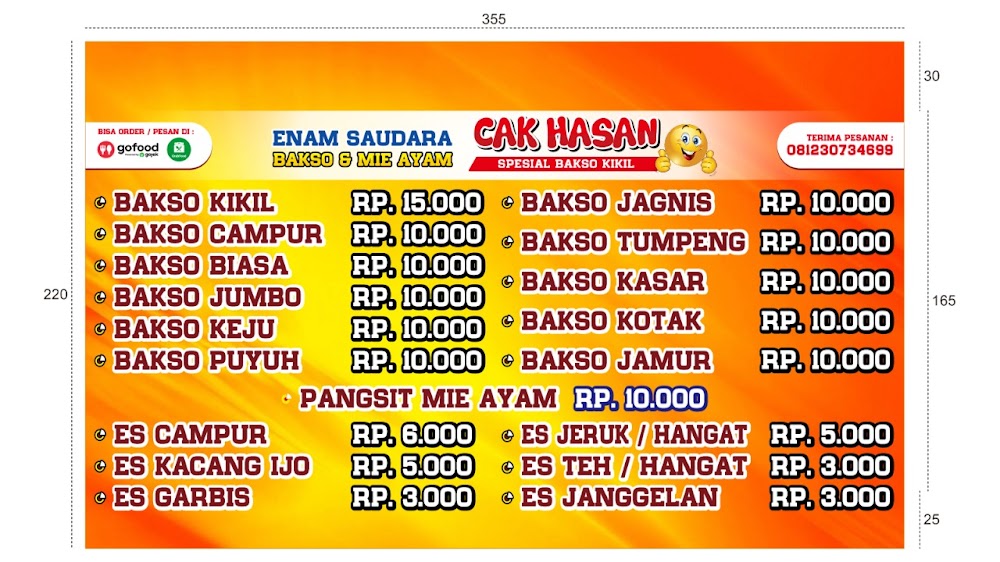 355
30
BISA ORDER / PESAN DI :
gofood
GrabFood
ENAM SAUDARA
BAKSO & MIE AYAM
CAK HASAN
SPESIAL BAKSO KIKIL
TERIMA PESANAN :
081230734699
BAKSO KIKIL RP. 15.000
BAKSO CAMPUR RP. 10.000
BAKSO BIASA RP. 10.000
BAKSO JUMBO RP. 10.000
BAKSO KEJU RP. 10.000
BAKSO PUYUH RP. 10.000
BAKSO JAGNIS RP. 10.000
BAKSO TUMPENG RP. 10.000
BAKSO KASAR RP. 10.000
BAKSO KOTAK RP. 10.000
BAKSO JAMUR RP. 10.000
220
165
PANGSIT MIE AYAM RP. 10.000
ES CAMPUR RP. 6.000
ES KACANG IJO RP. 5.000
ES GARBIS RP. 3.000
ES JERUK / HANGAT RP. 5.000
ES TEH / HANGAT RP. 3.000
ES JANGGELAN RP. 3.000
25